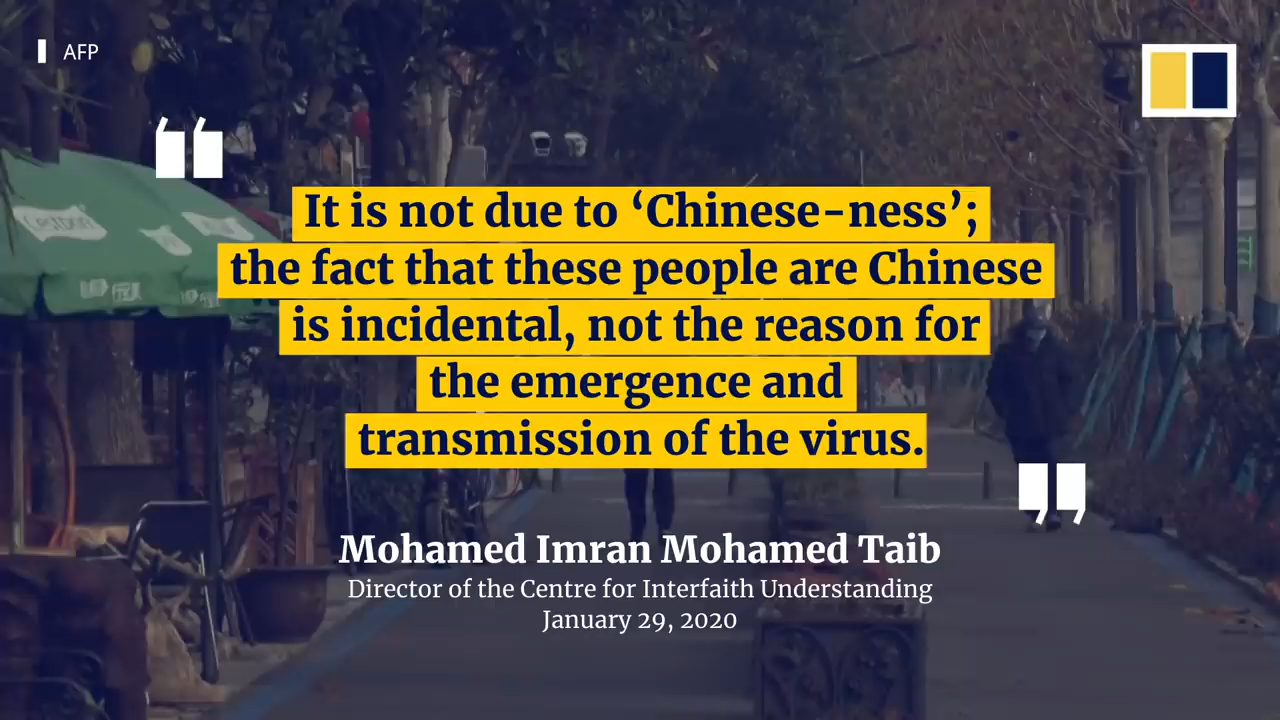 AFP
It is not due to ‘Chinese-ness’;
the fact that these people are Chinese
is incidental, not the reason for
the emergence and
transmission of the virus.
Mohamed Imran Mohamed Taib
Director of the Centre for Interfaith Understanding
January 29, 2020